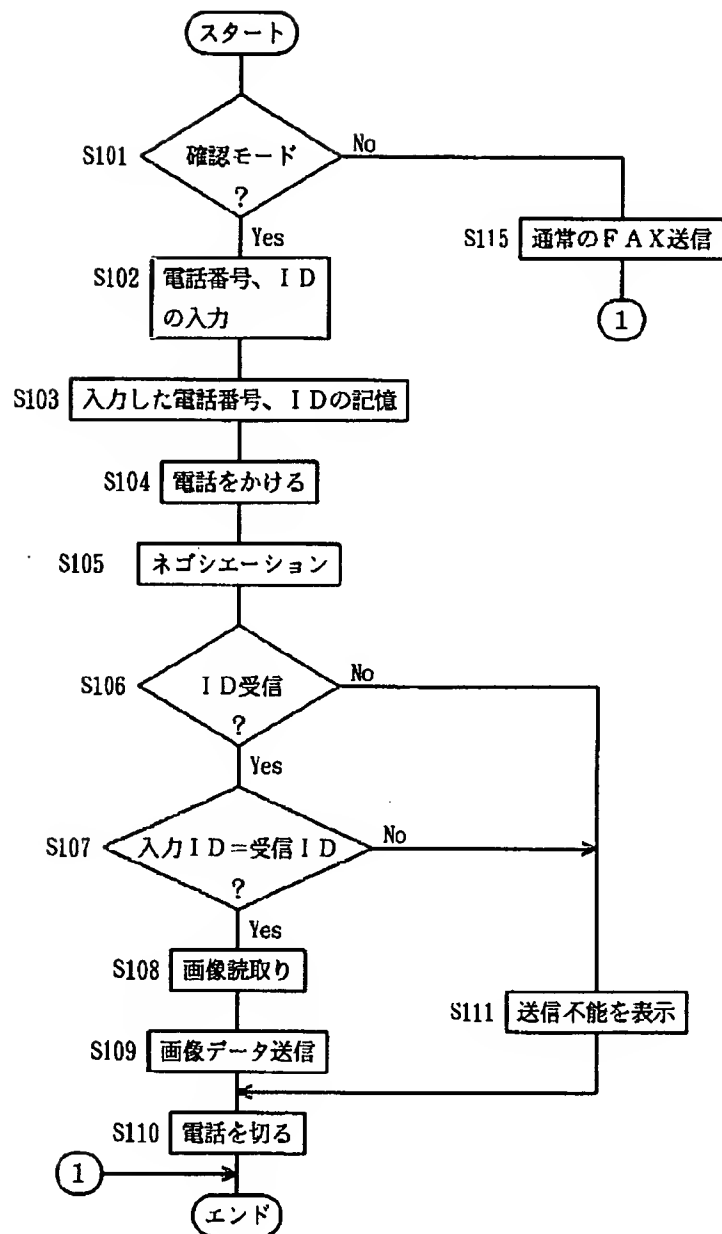 スタート
S101
確認モード
?
No
Yes
S115
通常のＦＡＸ送信
1
S102
電話番号、ＩＤ
の入力
S103
入力した電話番号、ＩＤの記憶
S104
電話をかける
S105
ネゴシエーション
S106
ＩＤ受信
?
No
Yes
S107
入力ＩＤ＝受信ＩＤ
?
No
Yes
S108
画像読取り
S111
送信不能を表示
S109
画像データ送信
S110
電話を切る
1
エンド